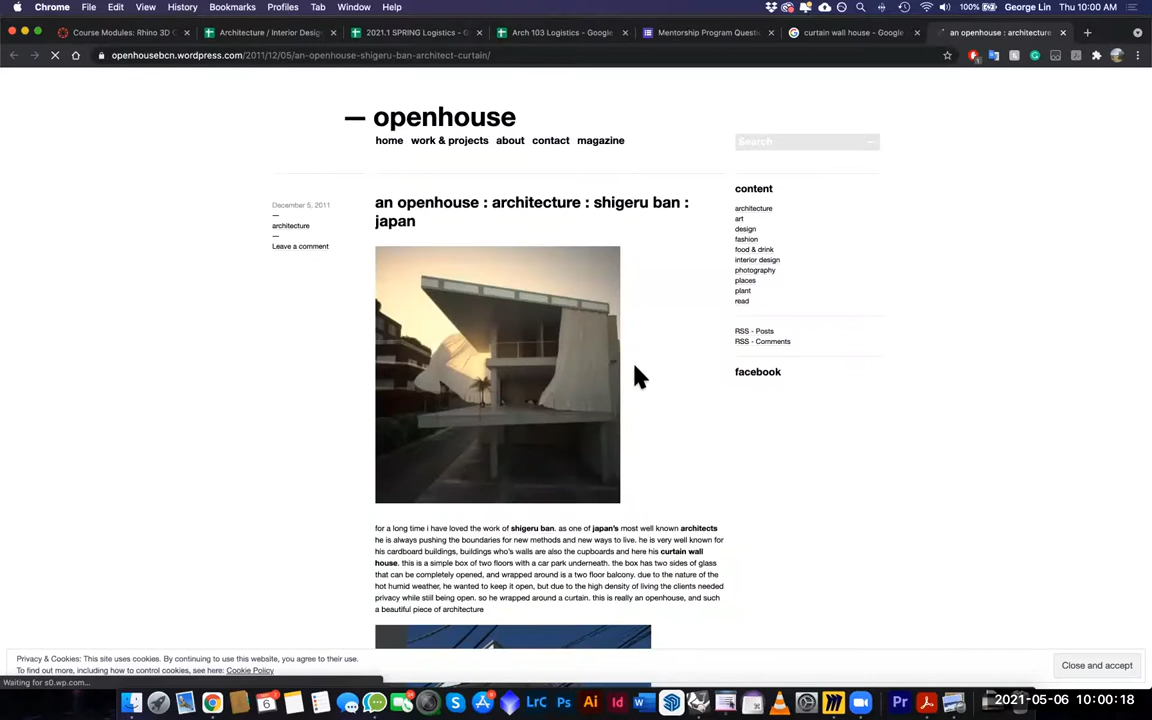 Chrome File Edit View History Bookmarks Profiles Tab Window Help 100% George Lin Thu 10:00 AM
Course Modules: Rhino 3D C Architecture / Interior Desig 2021.1 SPRING Logistics - G Arch 103 Logistics - Google Mentorship Program Questi curtain wall house - Google an openhouse : architecture
openhousebcn.wordpress.com/2011/12/05/an-openhouse-shigeru-ban-architect-curtain/
— openhouse
home work & projects about contact magazine
Search
December 5, 2011
—
architecture
—
Leave a comment
an openhouse : architecture : shigeru ban :
japan
for a long time i have loved the work of shigeru ban. as one of japan's most well known architects
he is always pushing the boundaries for new methods and new ways to live. he is very well known for
his cardboard buildings, buildings who's walls are also the cupboards and here his curtain wall
house. this is a simple box of two floors with a car park underneath. the box has two sides of glass
that can be completely opened, and wrapped around is a two floor balcony. due to the nature of the
hot humid weather, he wanted to keep it open, but due to the high density of living the clients needed
privacy while still being open. so he wrapped around a curtain. this is really an openhouse, and such
a beautiful piece of architecture
content
architecture
art
design
fashion
food & drink
interior design
photography
places
plant
read
RSS - Posts
RSS - Comments
facebook
Privacy & Cookies: This site uses cookies. By continuing to use this website, you agree to their use.
To find out more, including how to control cookies, see here: Cookie Policy
Close and accept
Waiting for s0.wp.com...
LrC Ps Ai Id W Pr
2021-05-06 10:00:18